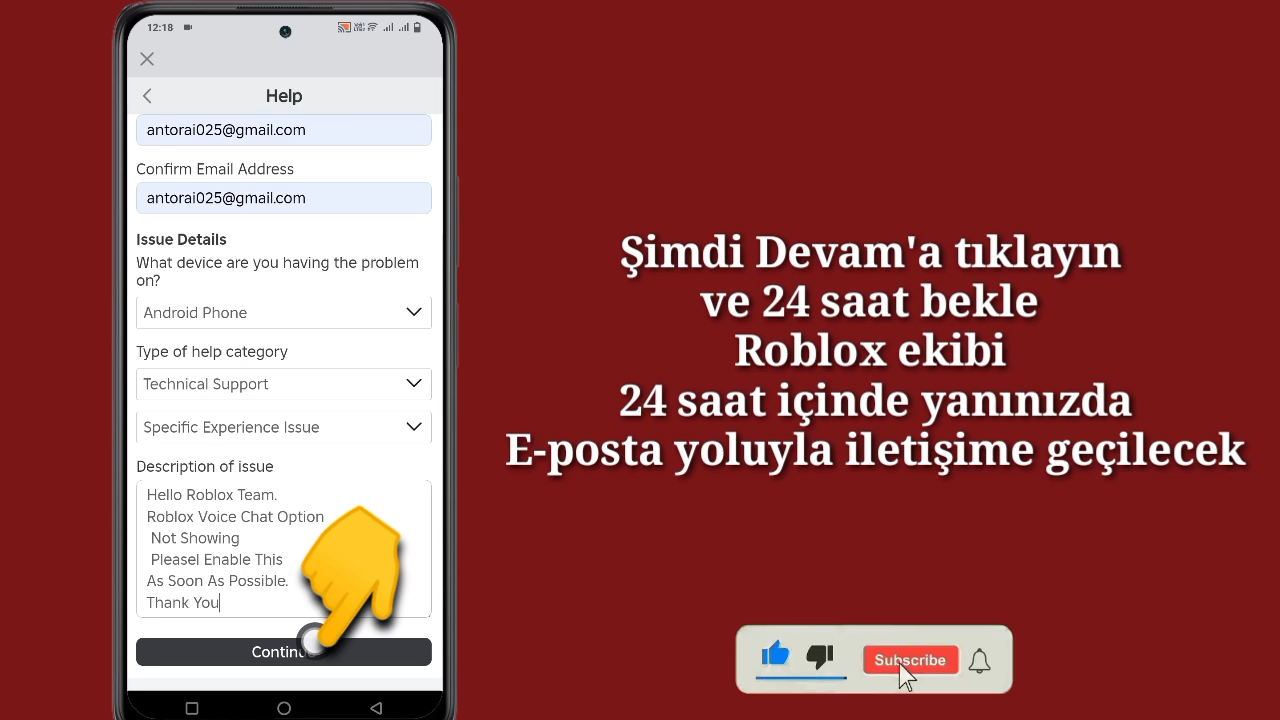 12:18
Help
antorai025@gmail.com
Confirm Email Address
antorai025@gmail.com
Issue Details
What device are you having the problem
on?
Android Phone
Type of help category
Technical Support
Specific Experience Issue
Description of issue
Hello Roblox Team.
Roblox Voice Chat Option
Not Showing
Pleasel Enable This
As Soon As Possible.
Thank You
Continue
Şimdi Devam'a tıklayın
ve 24 saat bekle
Roblox ekibi
24 saat içinde yanınızda
E-posta yoluyla iletişime geçilecek
Subscribe